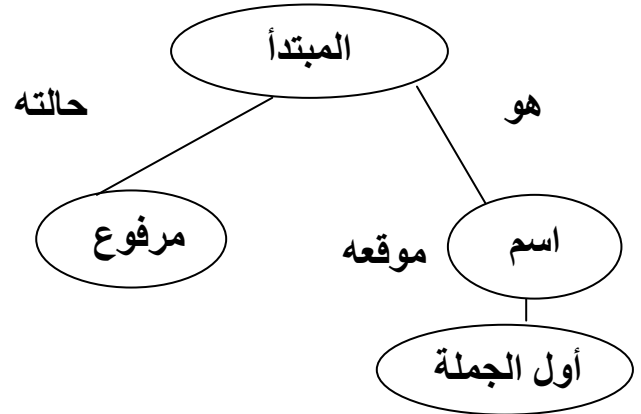 المبتدأ
هو
حالته
اسم
موقعه
مرفوع
أول الجملة